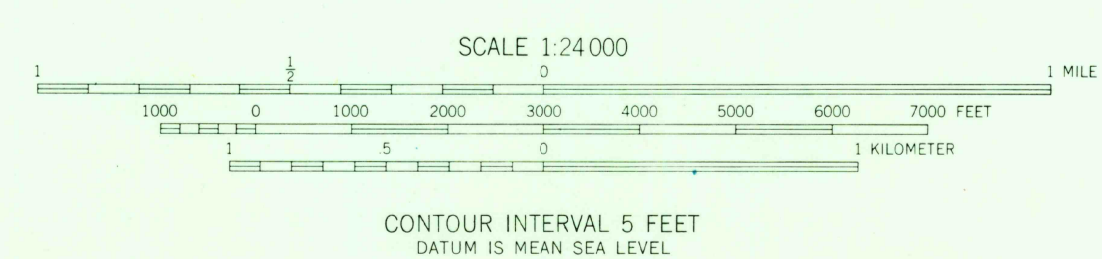 SCALE 1:24 000
1 1/2 0 1 MILE
1000 0 1000 2000 3000 4000 5000 6000 7000 FEET
1 .5 0 1 KILOMETER
CONTOUR INTERVAL 5 FEET
DATUM IS MEAN SEA LEVEL